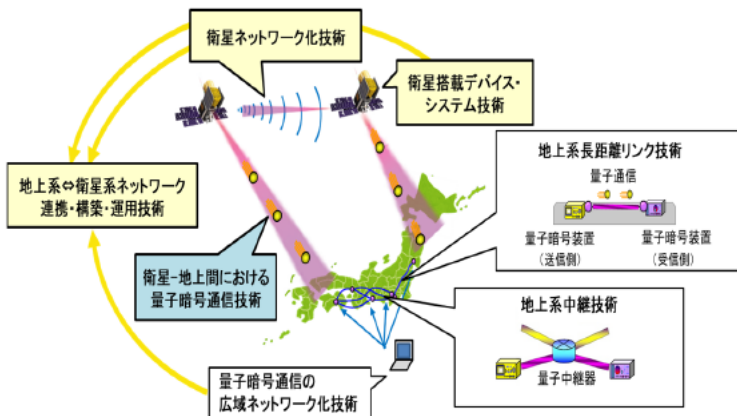 衛星ネットワーク化技術
衛星搭載デバイス・
システム技術
地上系長距離リンク技術
量子通信
量子暗号装置
(送信側)
量子暗号装置
(受信側)
地上系⇔衛星系ネットワーク
連携・構築・運用技術
衛星-地上間における
量子暗号通信技術
地上系中継技術
量子中継器
量子暗号通信の
広域ネットワーク化技術